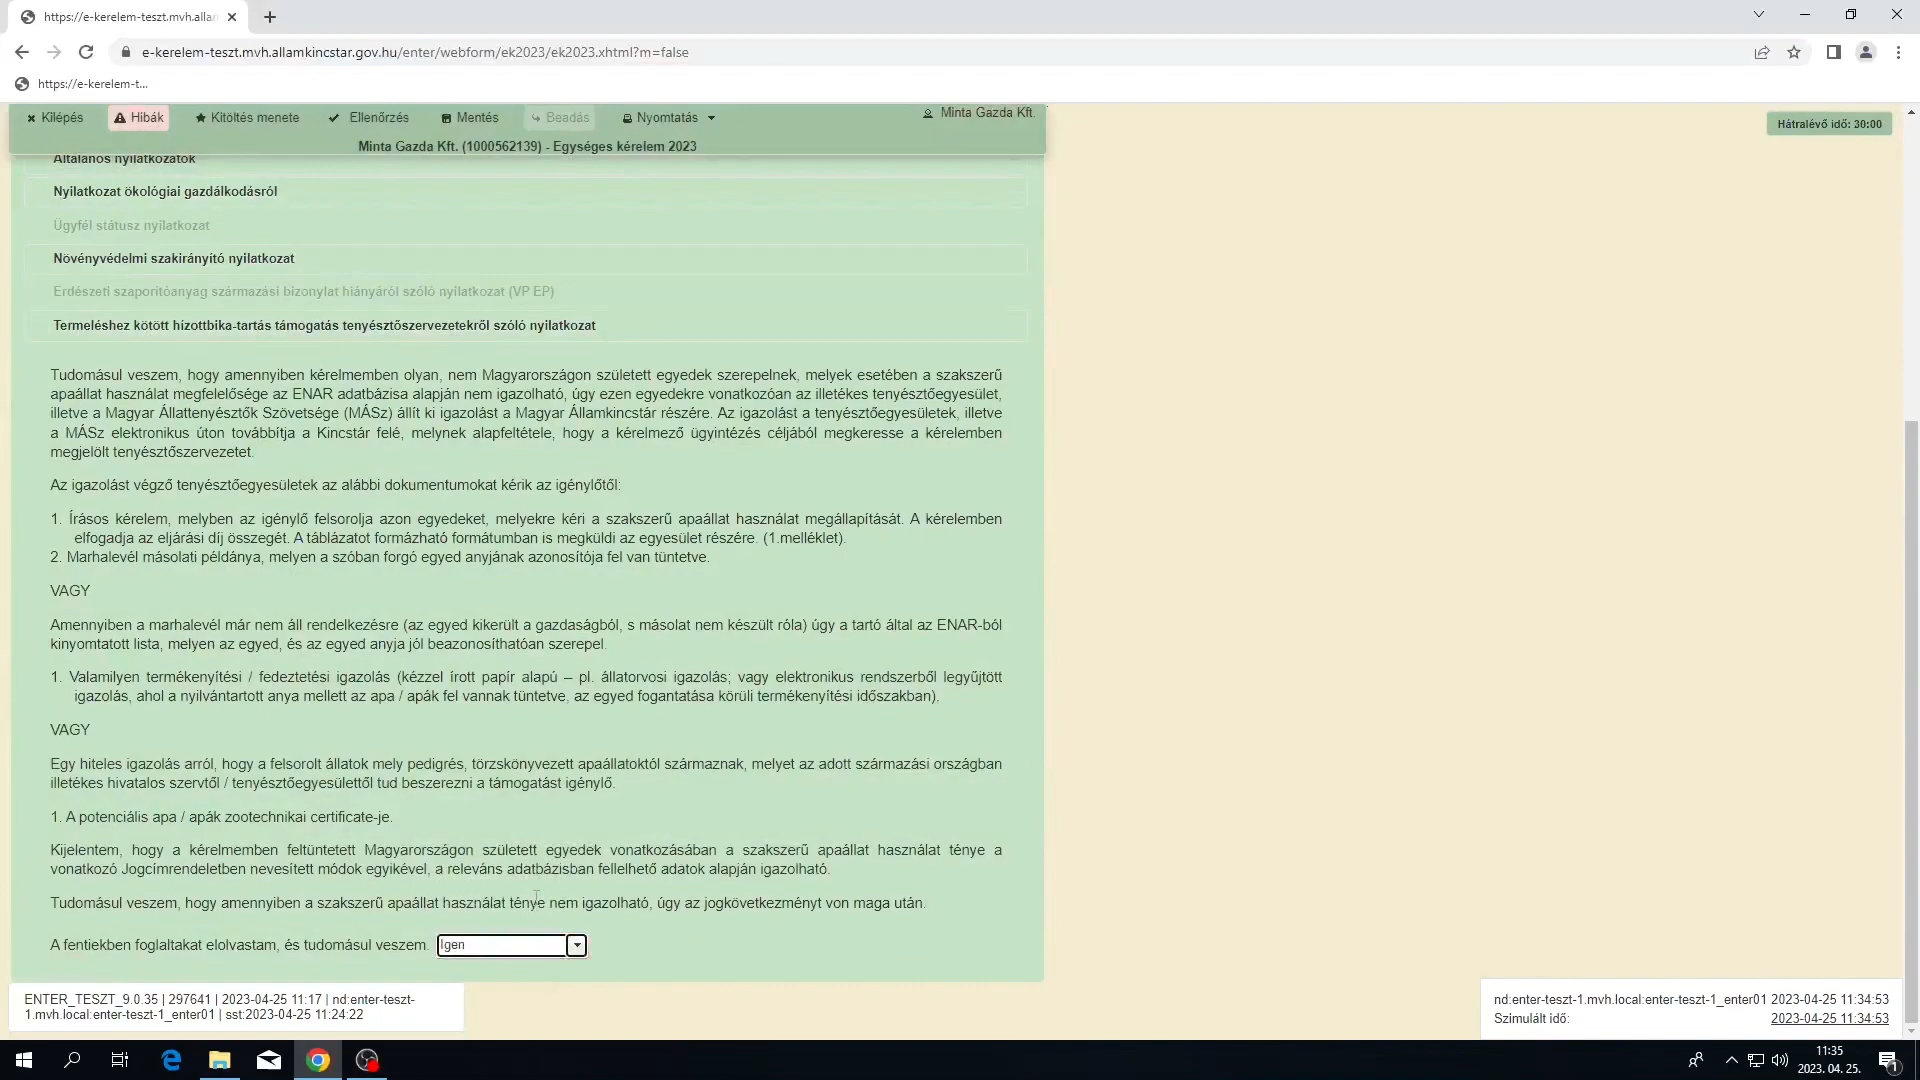 https://e-kerelem-teszt.mvh.allam
e-kerelem-teszt.mvh.allamkincstar.gov.hu/enter/webform/ek2023/ek2023.xhtml?m=false
https://e-kerelem-t...
Kilépés Hibák Kitöltés menete Ellenőrzés Mentés Beadás Nyomtatás Minta Gazda Kft.
Minta Gazda Kft. (1000562139) - Egységes kérelem 2023
Hátralévő idő: 30:00
Általános nyilatkozatok
Nyilatkozat ökológiai gazdálkodásról
Ügyfél státusz nyilatkozat
Növényvédelmi szakirányító nyilatkozat
Erdészeti szaporítóanyag származási bizonylat hiányáról szóló nyilatkozat (VP EP)
Termeléshez kötött hízottbika-tartás támogatás tenyésztőszervezetekről szóló nyilatkozat
Tudomásul veszem, hogy amennyiben kérelmemben olyan, nem Magyarországon született egyedek szerepelnek, melyek esetében a szakszerű
apaállat használat megfelelősége az ENAR adatbázisa alapján nem igazolható, úgy ezen egyedekre vonatkozóan az illetékes tenyésztőegyesület,
illetve a Magyar Állattenyésztők Szövetsége (MÁSz) állít ki igazolást a Magyar Államkincstár részére. Az igazolást a tenyésztőegyesületek, illetve
a MÁSz elektronikus úton továbbítja a Kincstár felé, melynek alapfeltétele, hogy a kérelmező ügyintézés céljából megkeresse a kérelemben
megjelölt tenyésztőszervezetet.
Az igazolást végző tenyésztőegyesületek az alábbi dokumentumokat kérik az igénylőtől:
1. Írásos kérelem, melyben az igénylő felsorolja azon egyedeket, melyekre kéri a szakszerű apaállat használat megállapítását. A kérelemben
elfogadja az eljárási díj összegét. A táblázatot formázható formátumban is megküldi az egyesület részére. (1.melléklet).
2. Marhalevél másolati példánya, melyen a szóban forgó egyed anyjának azonosítója fel van tüntetve.
VAGY
Amennyiben a marhalevél már nem áll rendelkezésre (az egyed kikerült a gazdaságból, s másolat nem készült róla) úgy a tartó által az ENAR-ból
kinyomtatott lista, melyen az egyed, és az egyed anyja jól beazonosíthatóan szerepel.
1. Valamilyen termékenyítési / fedeztetési igazolás (kézzel írott papír alapú – pl. állatorvosi igazolás; vagy elektronikus rendszerből legyűjtött
igazolás, ahol a nyilvántartott anya mellett az apa / apák fel vannak tüntetve, az egyed fogantatása körüli termékenyítési időszakban).
VAGY
Egy hiteles igazolás arról, hogy a felsorolt állatok mely pedigrés, törzskönyvezett apaállatoktól származnak, melyet az adott származási országban
illetékes hivatalos szervtől / tenyésztőegyesülettől tud beszerezni a támogatást igénylő.
1. A potenciális apa / apák zootechnikai certificate-je.
Kijelentem, hogy a kérelmemben feltüntetett Magyarországon született egyedek vonatkozásában a szakszerű apaállat használat ténye a
vonatkozó Jogcímrendeletben nevesített módok egyikével, a releváns adatbázisban fellelhető adatok alapján igazolható.
Tudomásul veszem, hogy amennyiben a szakszerű apaállat használat ténye nem igazolható, úgy az jogkövetkezményt von maga után.
A fentiekben foglaltakat elolvastam, és tudomásul veszem. Igen
ENTER_TESZT_9.0.35 | 297641 | 2023-04-25 11:17 | nd:enter-teszt-
1.mvh.local:enter-teszt-1_enter01 | sst:2023-04-25 11:24:22
nd:enter-teszt-1.mvh.local:enter-teszt-1_enter01 2023-04-25 11:34:53
Szimulált idő: 2023-04-25 11:34:53
11:35
2023. 04. 25.
1